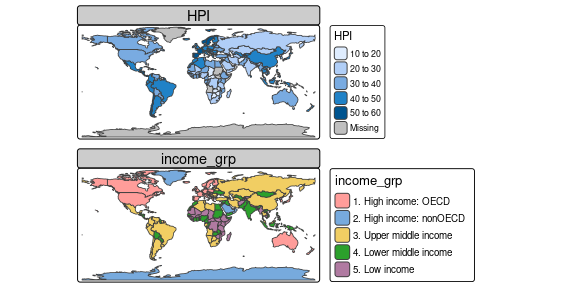 HPI
HPI
10 to 20
20 to 30
30 to 40
40 to 50
50 to 60
Missing
income_grp
income_grp
1. High income: OECD
2. High income: nonOECD
3. Upper middle income
4. Lower middle income
5. Low income